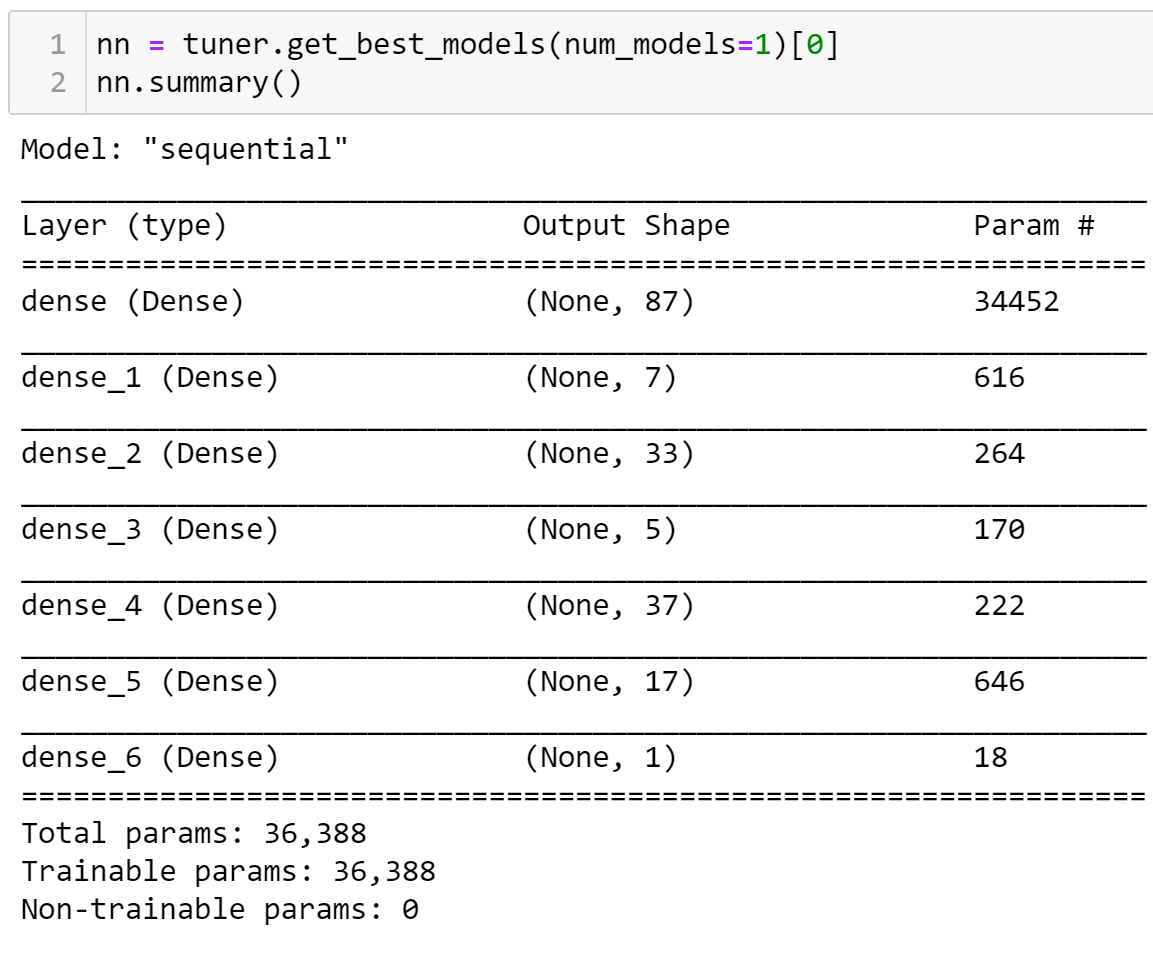 1 nn = tuner.get_best_models(num_models=1)[0]
2 nn.summary()
Model: "sequential"
_________________________________________________________________
Layer (type) Output Shape Param #
=================================================================
dense (Dense) (None, 87) 34452
_________________________________________________________________
dense_1 (Dense) (None, 7) 616
_________________________________________________________________
dense_2 (Dense) (None, 33) 264
_________________________________________________________________
dense_3 (Dense) (None, 5) 170
_________________________________________________________________
dense_4 (Dense) (None, 37) 222
_________________________________________________________________
dense_5 (Dense) (None, 17) 646
_________________________________________________________________
dense_6 (Dense) (None, 1) 18
=================================================================
Total params: 36,388
Trainable params: 36,388
Non-trainable params: 0